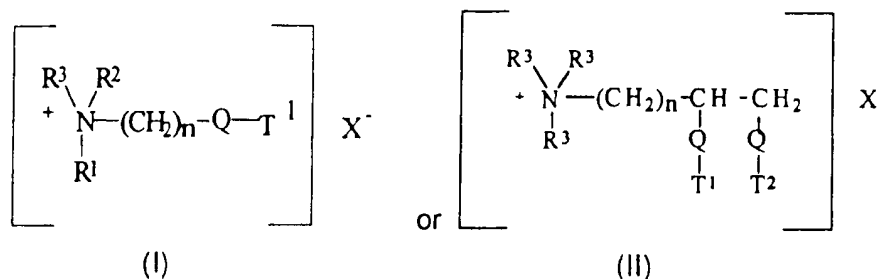 R³ R² R³ R³
+ N—(CH₂)n—Q—T¹ X⁻ + N—(CH₂)n—CH-CH₂ X
R¹ R³ Q Q
T¹ T²
or
(I) (II)